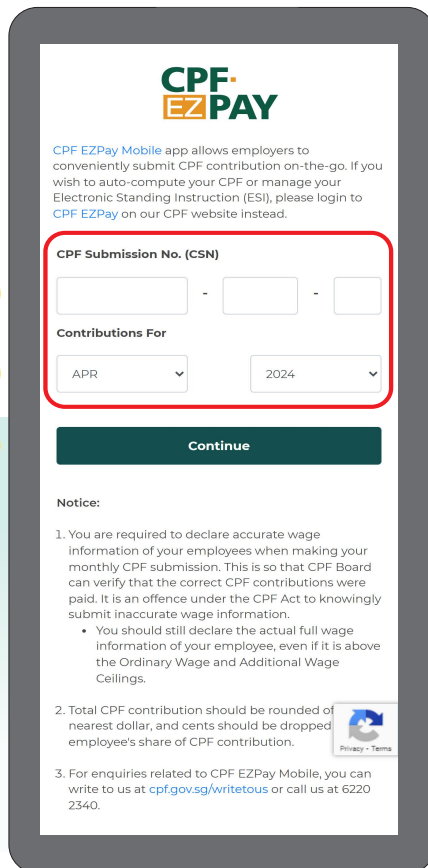 CPF
EZ PAY
CPF EZPay Mobile app allows employers to
conveniently submit CPF contribution on-the-go. If you
wish to auto-compute your CPF or manage your
Electronic Standing Instruction (ESI), please login to
CPF EZPay on our CPF website instead.
CPF Submission No. (CSN)
- -
Contributions For
APR 2024
Continue
Notice:
1. You are required to declare accurate wage
information of your employees when making your
monthly CPF submission. This is so that CPF Board
can verify that the correct CPF contributions were
paid. It is an offence under the CPF Act to knowingly
submit inaccurate wage information.
• You should still declare the actual full wage
information of your employee, even if it is above
the Ordinary Wage and Additional Wage
Ceilings.
2. Total CPF contribution should be rounded
nearest dollar, and cents should be dropped
employee's share of CPF contribution.
Privacy - Terms
3. For enquiries related to CPF EZPay Mobile, you can
write to us at cpf.gov.sg/writetous or call us at 6220
2340.